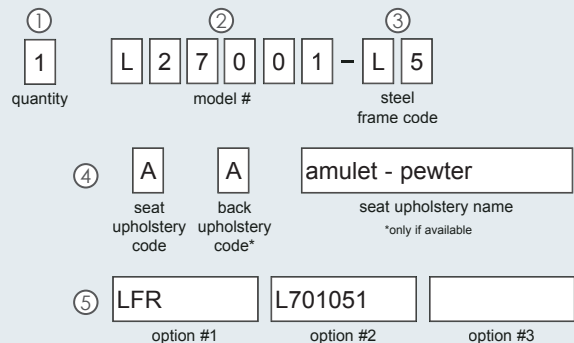 ① ② ③
1 L 2 7 0 0 1 - L 5
quantity model # steel
frame code
④ A A amulet - pewter
seat
upholstery
code
back
upholstery
code*
seat upholstery name
*only if available
⑤ LFR L701051
option #1 option #2 option #3